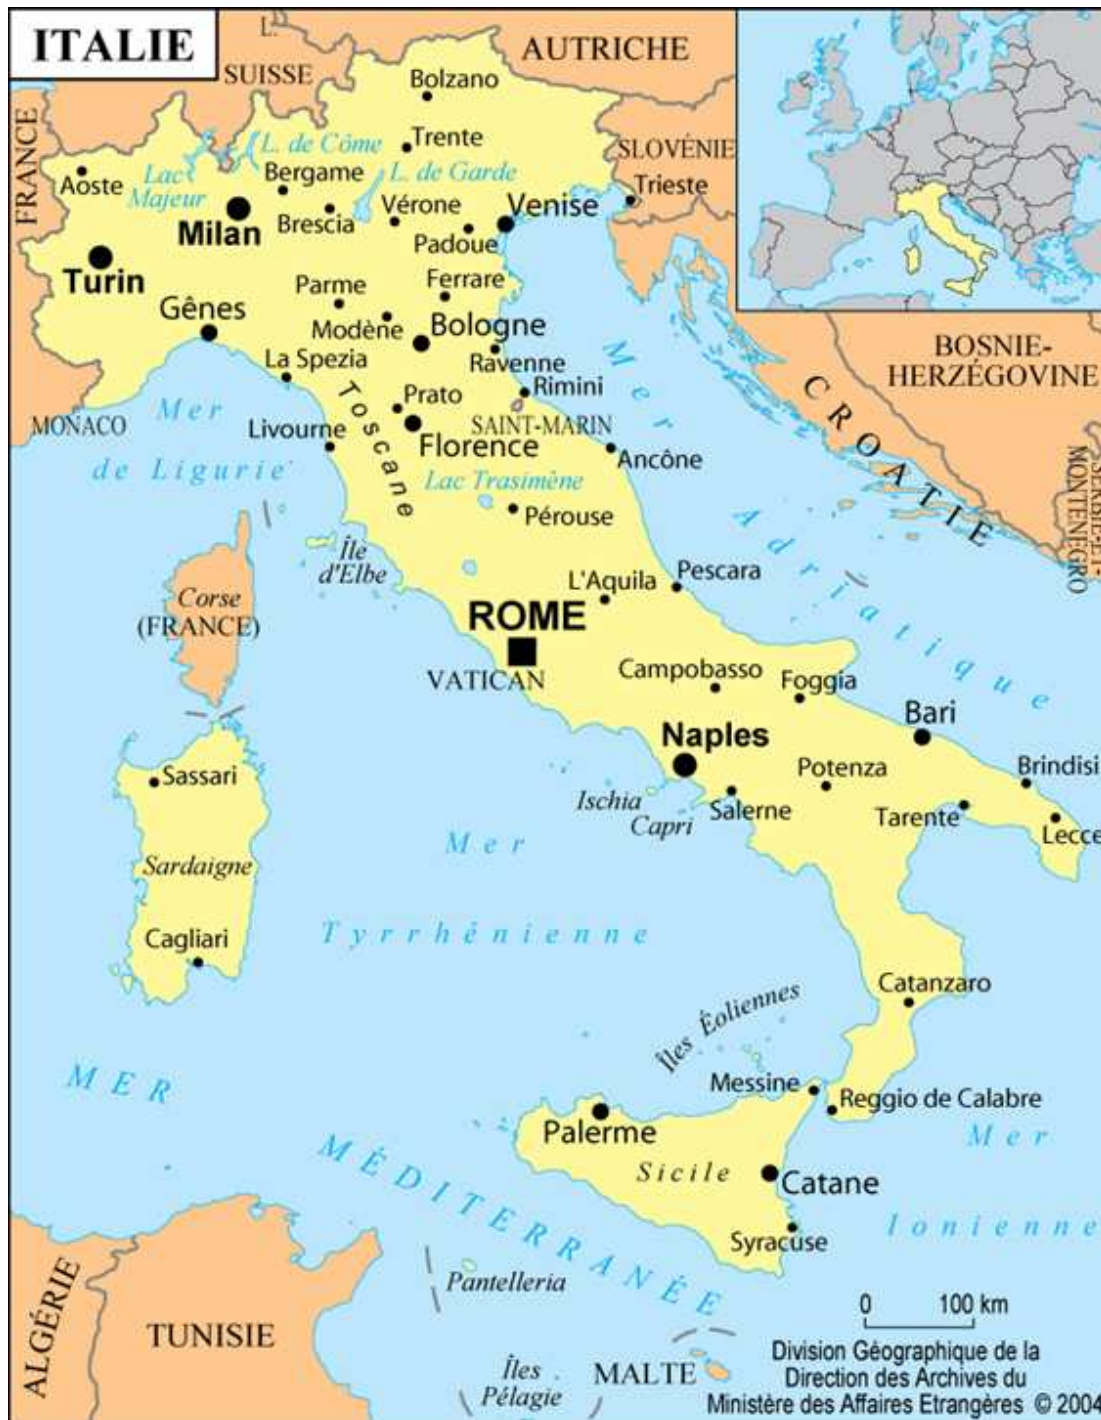 ITALIE
L.
SUISSE
AUTRICHE
FRANCE
Bolzano
Trente
SLOVÉNIE
Trieste
Aoste
Lac
Majeur
L. de Côme
Bergame
L. de Garde
Milan
Brescia
Vérone
Padoue
Venise
Turin
Parme
Ferrare
Gênes
Modène
Bologne
Ravenne
La Spezia
Toscane
Prato
Rimini
SAINT-MARIN
MONACO
Mer
de Ligurie
Livourne
Florence
Ancône
Lac Trasimène
Pérouse
Mer
Adriatique
CROATIE
BOSNIE-
HERZÉGOVINE
SERBIE-ET-
MONTÉNÉGRO
Île
d'Elbe
Corse
(FRANCE)
L'Aquila
Pescara
ROME
VATICAN
Campobasso
Foggia
Bari
Naples
Sassari
Ischia
Capri
Salerne
Potenza
Tarente
Brindisi
Lecce
Mer
Tyrrhénienne
Sardaigne
Cagliari
Catanzaro
Îles Éoliennes
Messine
Reggio de Calabre
MER
MÉDITERRANÉE
Palerme
Sicile
Catane
Mer
Ionienne
Syracuse
Pantelleria
ALGÉRIE
TUNISIE
Îles
Pélagie
MALTE
0 100 km
Division Géographique de la
Direction des Archives du
Ministère des Affaires Etrangères © 2004